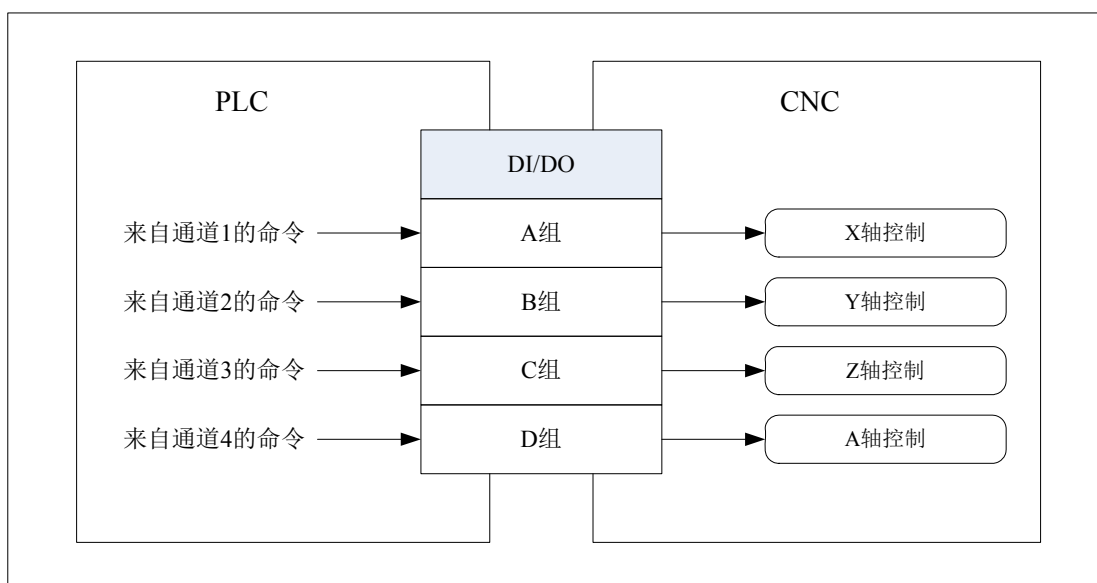 PLC
CNC
DI/DO
来自通道1的命令
A组
X轴控制
来自通道2的命令
B组
Y轴控制
来自通道3的命令
C组
Z轴控制
来自通道4的命令
D组
A轴控制